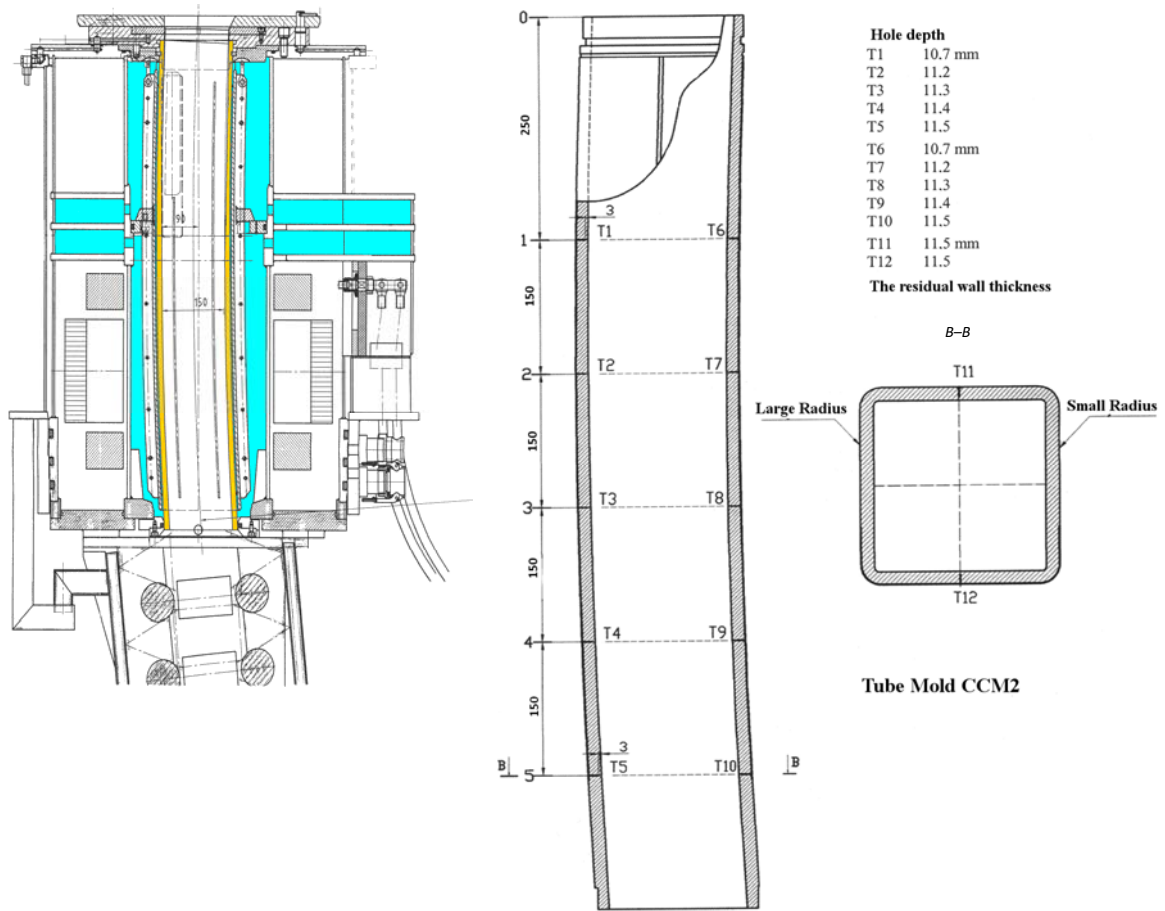 90
150
0
250
3
T1
T6
1
150
T2
T7
2
150
T3
T8
3
150
T4
T9
4
150
3
B
T5
T10
B
5
Hole depth
T1 10.7 mm
T2 11.2
T3 11.3
T4 11.4
T5 11.5
T6 10.7 mm
T7 11.2
T8 11.3
T9 11.4
T10 11.5
T11 11.5 mm
T12 11.5
The residual wall thickness
B–B
T11
Large Radius
Small Radius
T12
Tube Mold CCM2